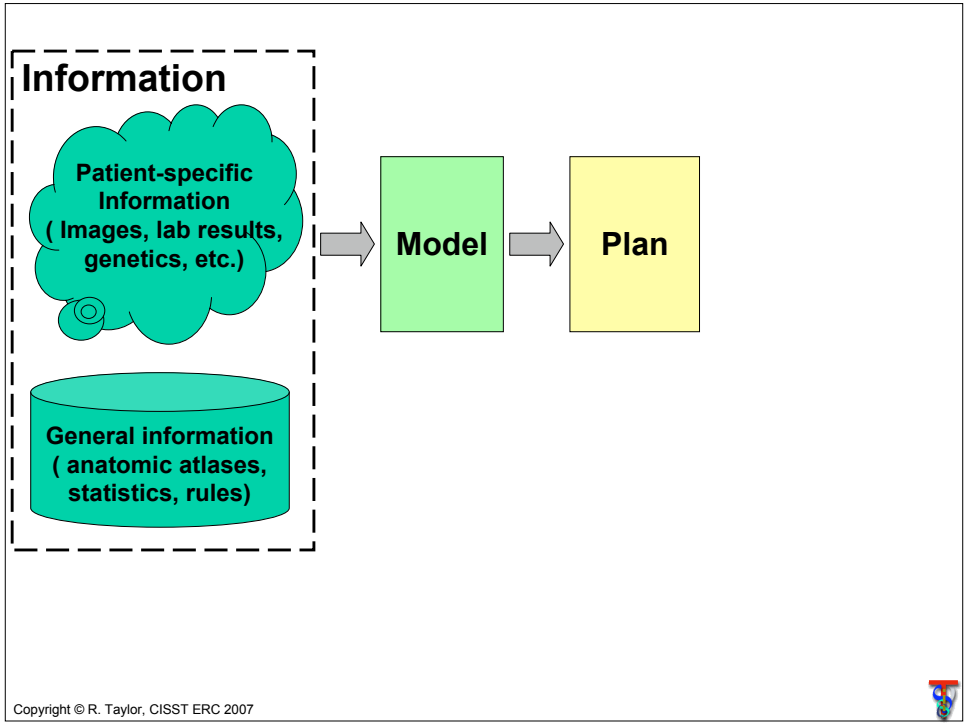 Information
Patient-specific
Information
( Images, lab results,
genetics, etc.)
Model
Plan
General information
( anatomic atlases,
statistics, rules)
Copyright © R. Taylor, CISST ERC 2007